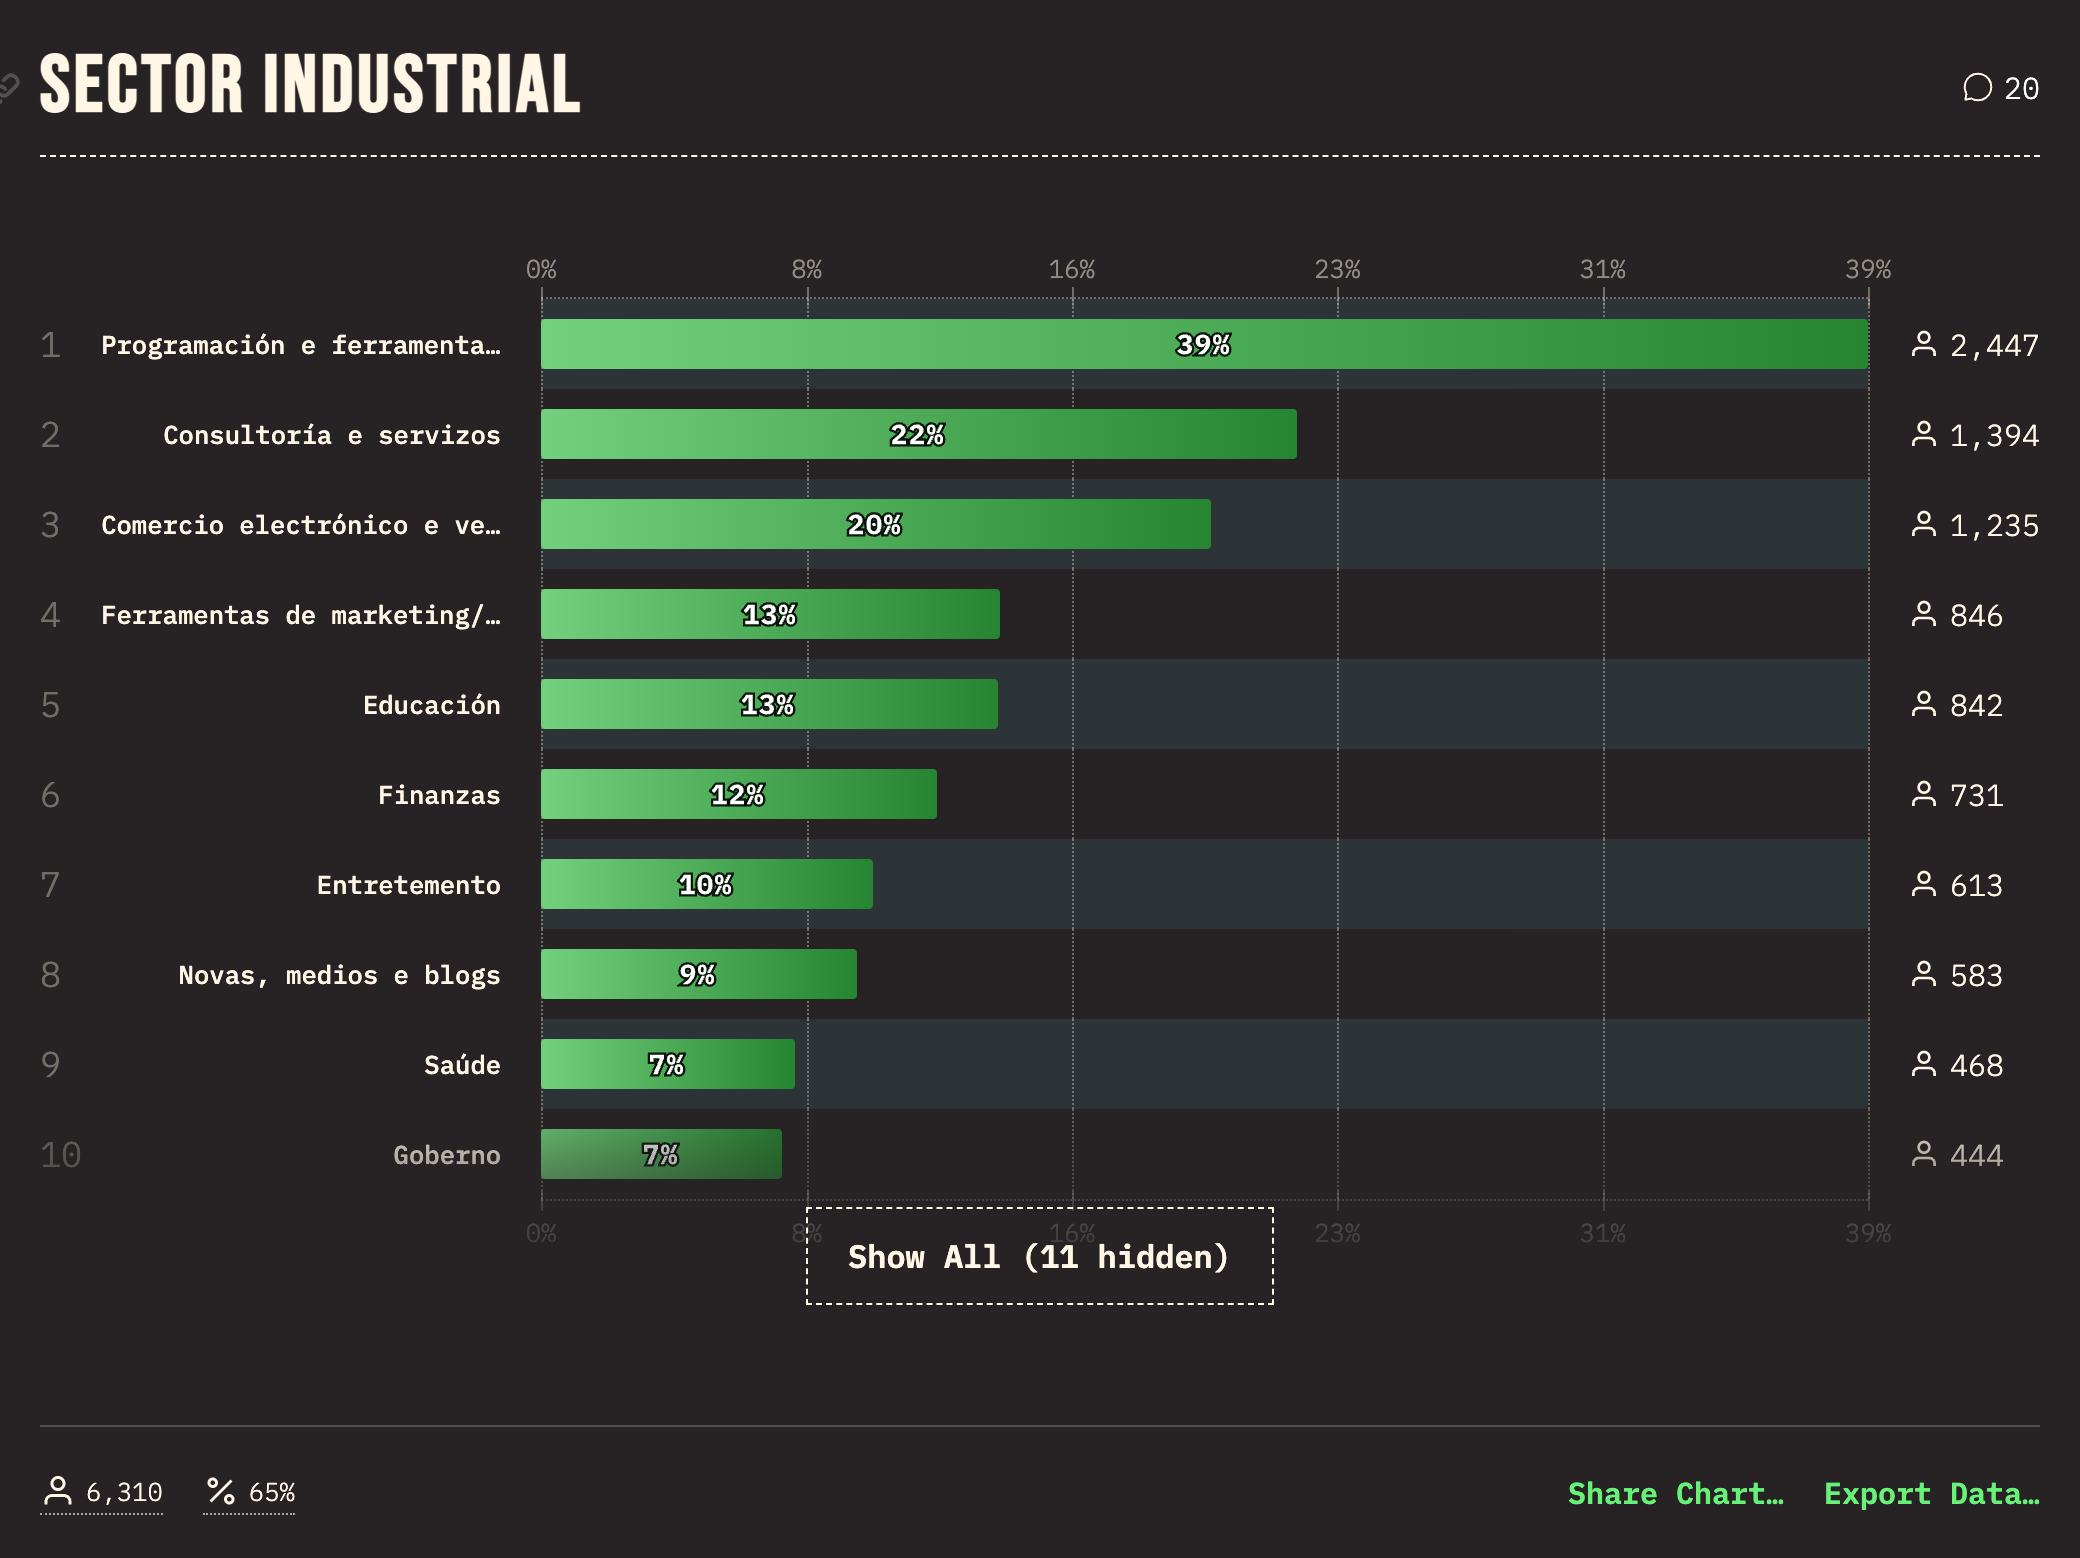 SECTOR INDUSTRIAL
20
0% 8% 16% 23% 31% 39%
1 Programación e ferramenta… 39% 2,447
2 Consultoría e servizos 22% 1,394
3 Comercio electrónico e ve… 20% 1,235
4 Ferramentas de marketing/… 13% 846
5 Educación 13% 842
6 Finanzas 12% 731
7 Entretemento 10% 613
8 Novas, medios e blogs 9% 583
9 Saúde 7% 468
10 Goberno 7% 444
0% 8% 16% 23% 31% 39%
Show All (11 hidden)
6,310 65% Share Chart… Export Data…